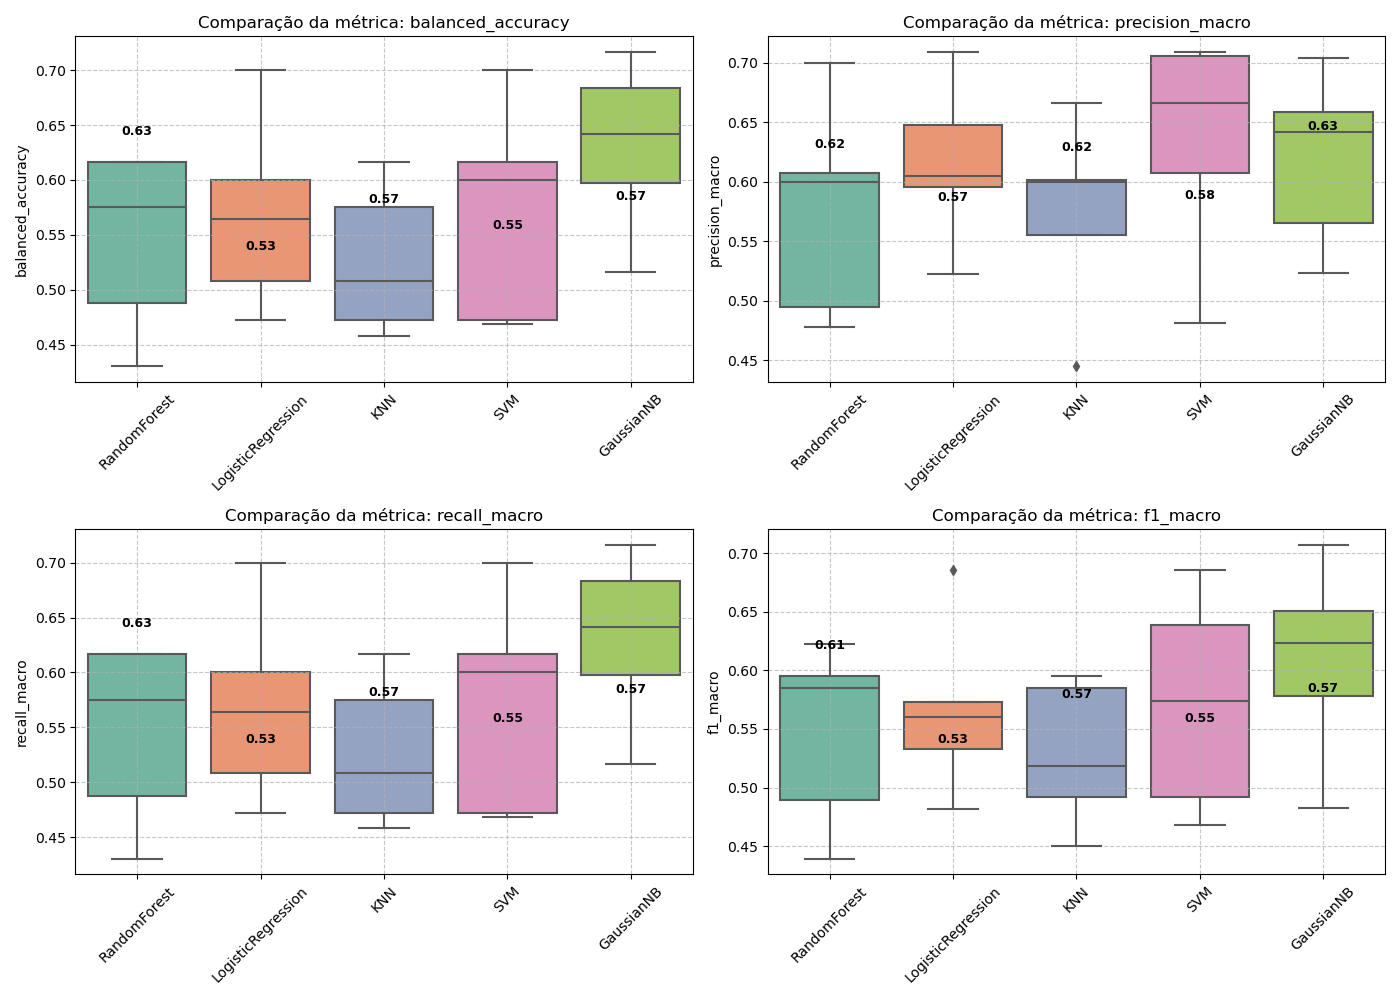 Comparação da métrica: balanced_accuracy
balanced_accuracy
0.70
0.65
0.60
0.55
0.50
0.45
0.63
0.53
0.57
0.55
0.57
RandomForest
LogisticRegression
KNN
SVM
GaussianNB
Comparação da métrica: precision_macro
precision_macro
0.70
0.65
0.60
0.55
0.50
0.45
0.62
0.57
0.62
0.58
0.63
RandomForest
LogisticRegression
KNN
SVM
GaussianNB
Comparação da métrica: recall_macro
recall_macro
0.70
0.65
0.60
0.55
0.50
0.45
0.63
0.53
0.57
0.55
0.57
RandomForest
LogisticRegression
KNN
SVM
GaussianNB
Comparação da métrica: f1_macro
f1_macro
0.70
0.65
0.60
0.55
0.50
0.45
0.61
0.53
0.57
0.55
0.57
RandomForest
LogisticRegression
KNN
SVM
GaussianNB